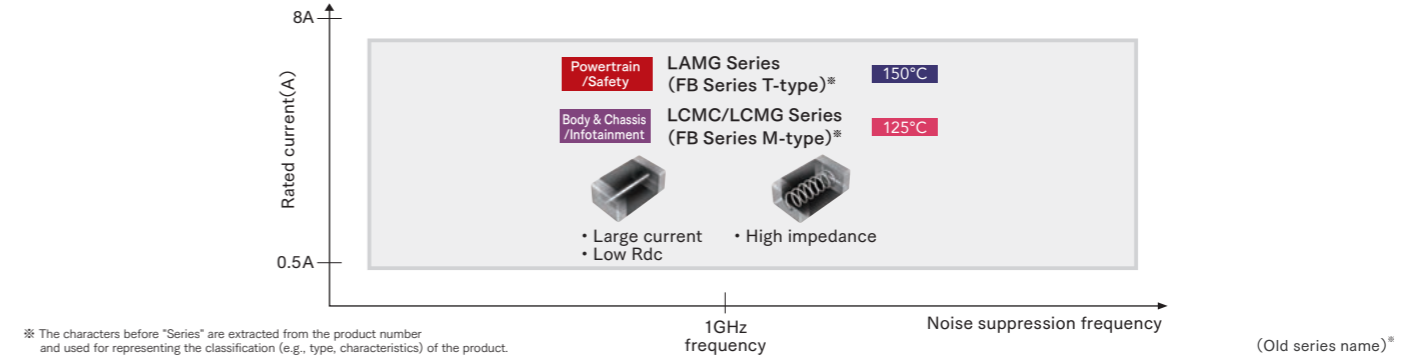 8A
Rated current(A)
0.5A
Powertrain
/Safety
LAMG Series
(FB Series T-type)※
150°C
Body & Chassis
/Infotainment
LCMC/LCMG Series
(FB Series M-type)※
125°C
・Large current
・Low Rdc
・High impedance
1GHz
frequency
Noise suppression frequency
※ The characters before "Series" are extracted from the product number
and used for representing the classification (e.g., type, characteristics) of the product.
(Old series name)※